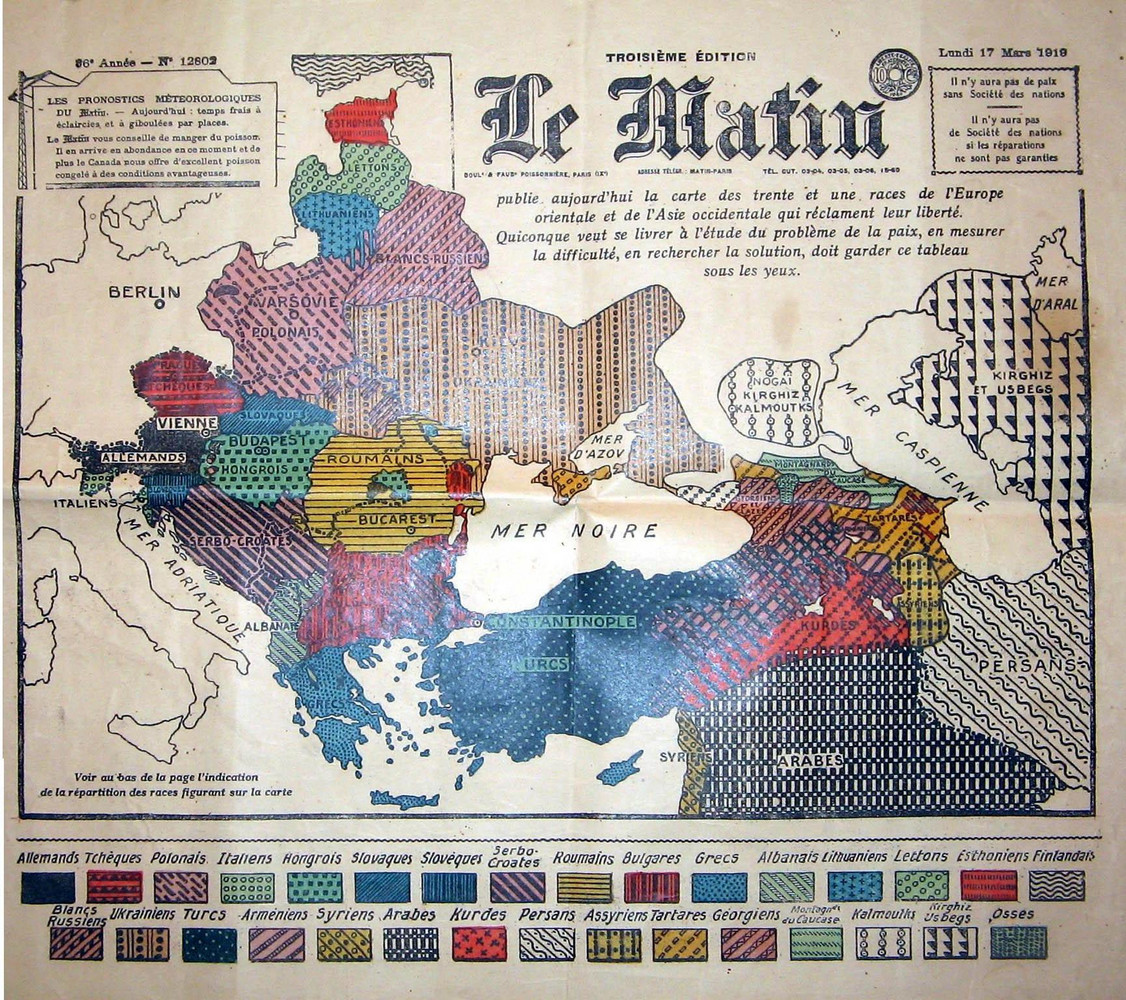 36e Année — N° 12602
TROISIÈME ÉDITION
Lundi 17 Mars 1919
LES PRONOSTICS MÉTEOROLOGIQUES
DU Matin. — Aujourd'hui : temps frais à
éclaircies et à giboulées par places.
Le Matin vous conseille de manger du poisson.
Il en arrive en abondance en ce moment et de
plus le Canada nous offre d'excellent poisson
congelé à des conditions avantageuses.
Le Matin
BOULd & FAUBg POISSONNIÈRE, PARIS (IXe) ADRESSE TÉLÉGR. : MATIN-PARIS TÉL. GUT. 03-04, 03-05, 03-06, 15-60
Il n'y aura pas de paix
sans Société des nations
Il n'y aura pas
de Société des nations
si les réparations
ne sont pas garanties
publie aujourd'hui la carte des trente et une races de l'Europe
orientale et de l'Asie occidentale qui réclament leur liberté.
Quiconque veut se livrer à l'étude du problème de la paix, en mesurer
la difficulté, en rechercher la solution, doit garder ce tableau
sous les yeux.
ESTHONIENS
LETTONS
LITHUANIENS
BLANCS-RUSSIENS
BERLIN
VARSOVIE
POLONAIS
KIEV
UKRAINIENS
MER
D'ARAL
KIRGHIZ
ET USBEGS
NOGAI
KIRGHIZ
KALMOUTKS
MER CASPIENNE
PRAGUE
TCHÈQUES
SLOVAQUES
VIENNE
BUDAPEST
ALLEMANDS
HONGROIS
ROUMAINS
MER
D'AZOV
MONTAGNARDS
DU
CAUCASE
ITALIENS
BUCAREST
MER NOIRE
TARTARES
SERBO-CROATES
MER ADRIATIQUE
ALBANAIS
CONSTANTINOPLE
ASSYRIENS
KURDES
URCS
PERSANS
GRECS
SYRIENS
ARABES
Voir au bas de la page l'indication
de la répartition des races figurant sur la carte
Allemands Tchèques Polonais Italiens Hongrois Slovaques Slovèques Serbo-Croates Roumains Bulgares Grecs Albanais Lithuaniens Lettons Esthoniens Finlandais
Blancs Russiens Ukrainiens Turcs Arméniens Syriens Arabes Kurdes Persans Assyriens Tartares Géorgiens Montagnds du Caucase Kalmouths Kirghiz Usbegs Osses